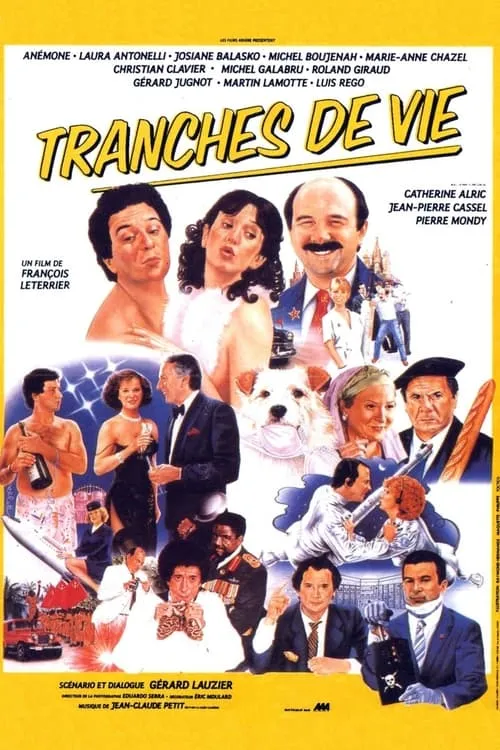 LES FILMS ARIANE PRESENTENT
ANÉMONE • LAURA ANTONELLI • JOSIANE BALASKO • MICHEL BOUJENAH • MARIE-ANNE CHAZEL
CHRISTIAN CLAVIER • MICHEL GALABRU • ROLAND GIRAUD
GÉRARD JUGNOT • MARTIN LAMOTTE • LUIS REGO
TRANCHES DE VIE
CATHERINE ALRIC
JEAN-PIERRE CASSEL
PIERRE MONDY
UN FILM DE
FRANÇOIS
LETERRIER
SCÉNARIO ET DIALOGUE GÉRARD LAUZIER
DIRECTEUR DE LA PHOTOGRAPHIE EDUARDO SERRA • DECORATEUR ÉRIC MOULARD
MUSIQUE DE JEAN-CLAUDE PETIT
AAA